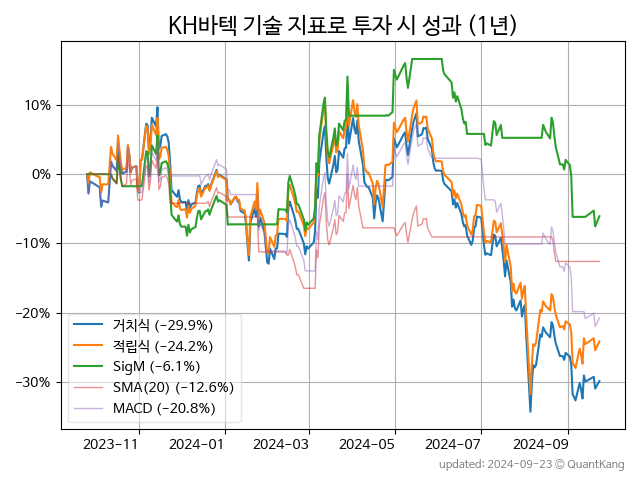 KH바텍 기술 지표로 투자 시 성과 (1년)
10%
0%
−10%
−20%
−30%
거치식 (−29.9%)
적립식 (−24.2%)
SigM (−6.1%)
SMA(20) (−12.6%)
MACD (−20.8%)
2023−11 2024−01 2024−03 2024−05 2024−07 2024−09
updated: 2024−09−23 © QuantKang